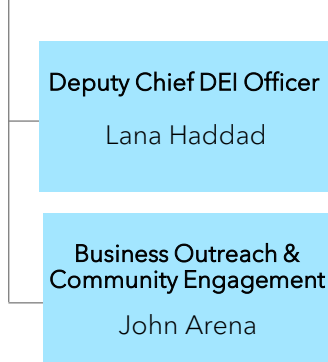 Deputy Chief DEI Officer
Lana Haddad
Business Outreach &
Community Engagement
John Arena